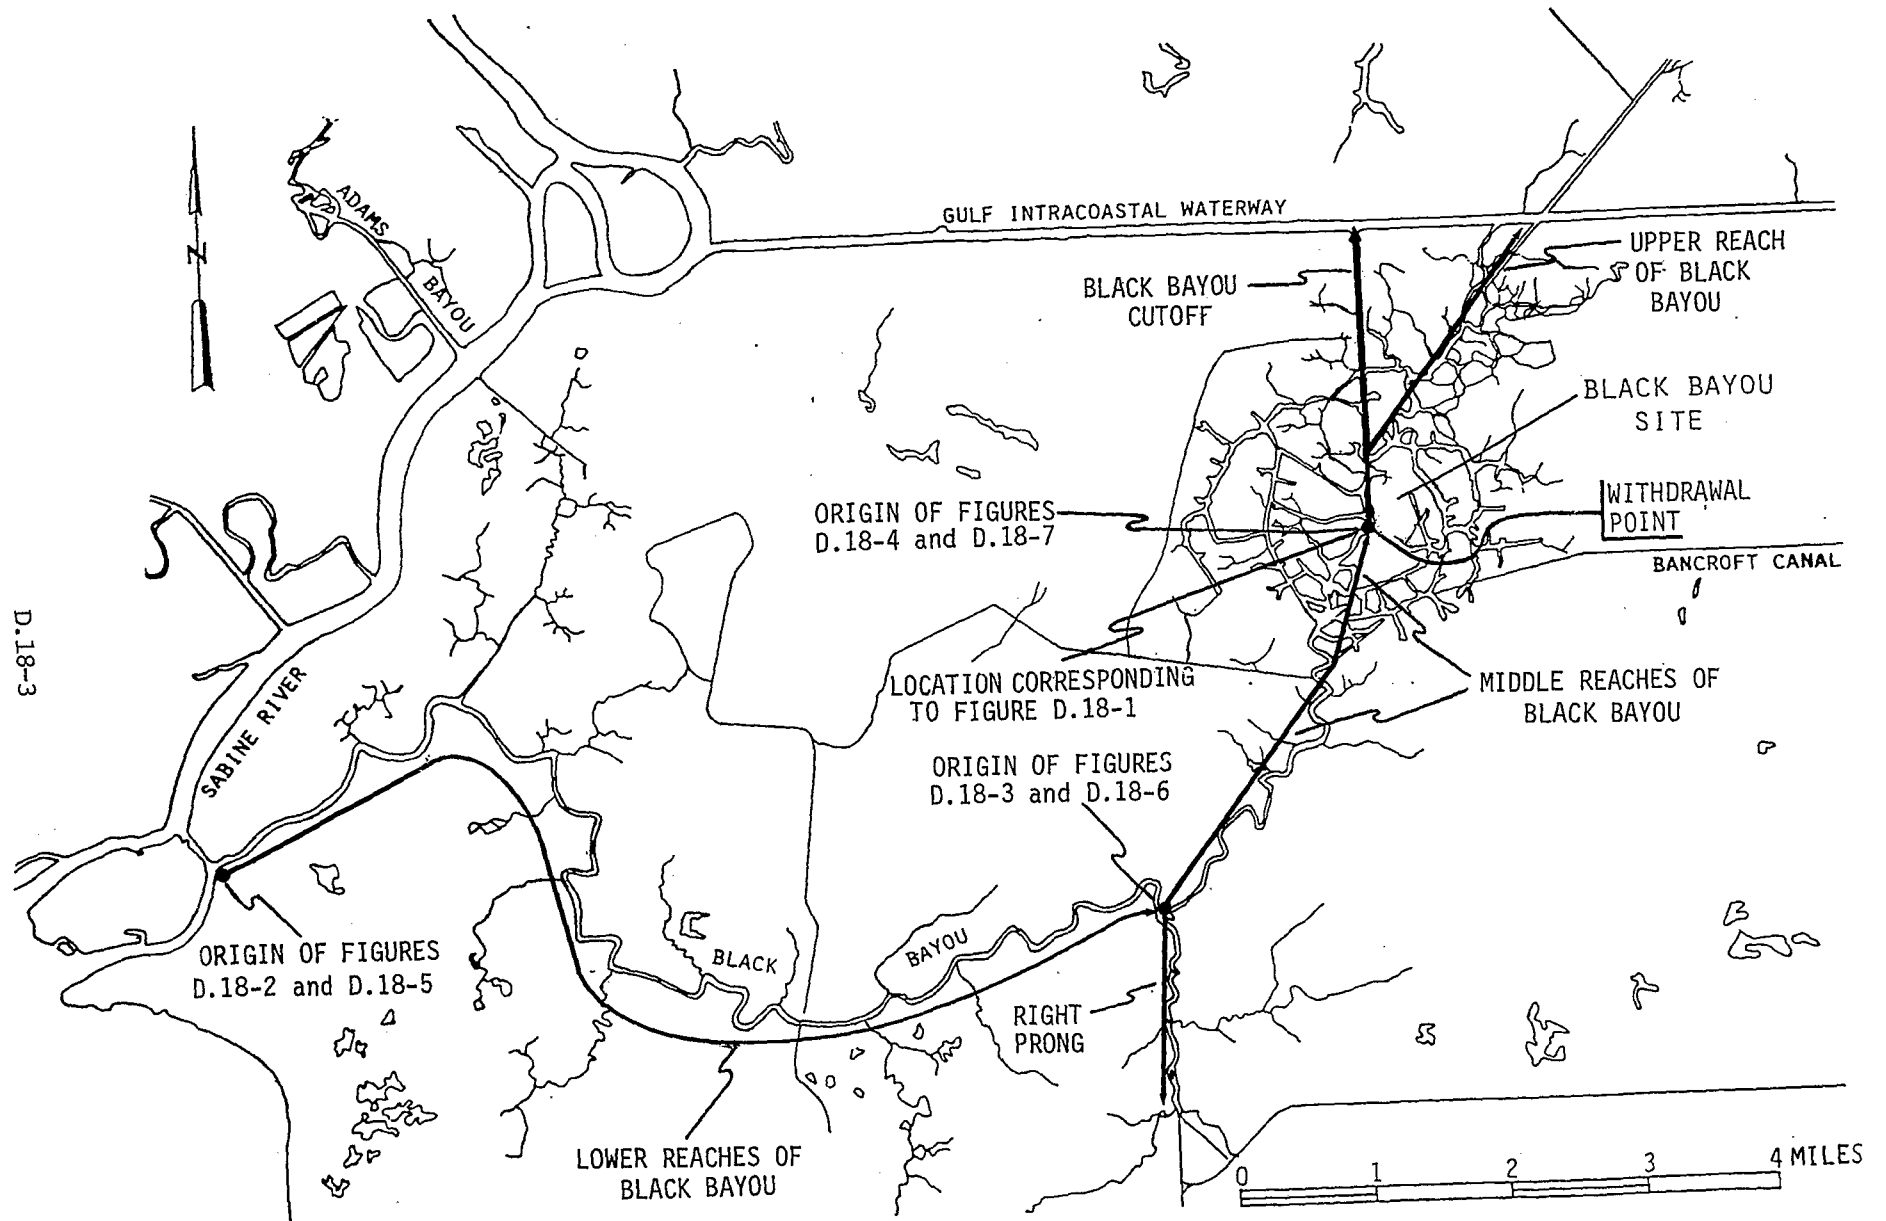 ADAMS
BAYOU
N
GULF INTRACOASTAL WATERWAY
UPPER REACH
OF BLACK
BAYOU
BLACK BAYOU
CUTOFF
BLACK BAYOU
SITE
WITHDRAWAL
POINT
ORIGIN OF FIGURES
D.18-4 and D.18-7
BANCROFT CANAL
D.18-3
SABINE RIVER
LOCATION CORRESPONDING
TO FIGURE D.18-1
MIDDLE REACHES OF
BLACK BAYOU
ORIGIN OF FIGURES
D.18-3 and D.18-6
ORIGIN OF FIGURES
D.18-2 and D.18-5
BLACK
BAYOU
RIGHT
PRONG
LOWER REACHES OF
BLACK BAYOU
0 1 2 3 4 MILES